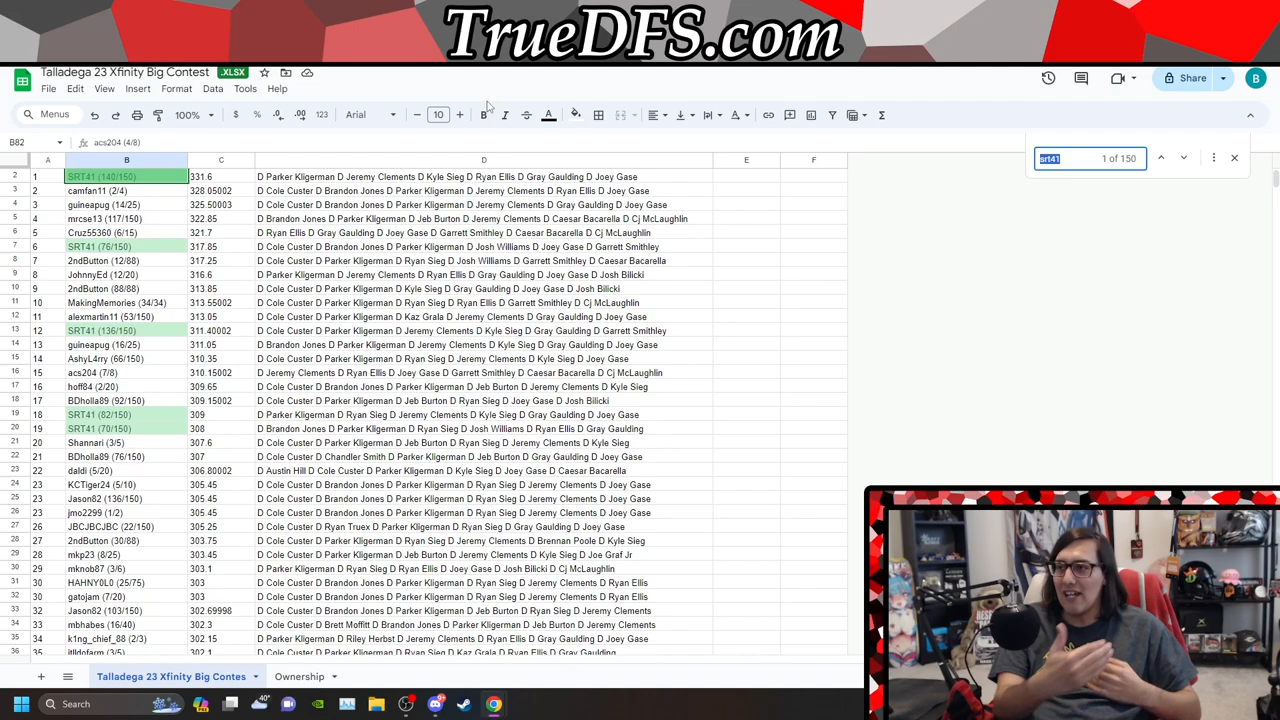 TrueDFS.com
Talladega 23 Xfinity Big Contest .XLSX
File Edit View Insert Format Data Tools Help
Share B
Menus 100% $ % .0 .00 123 Arial 10 B I A
B82 acs204 (4/8)
srt41 1 of 150
A B C D E F
2 1 SRT41 (140/150) 331.6 D Parker Kligerman D Jeremy Clements D Kyle Sieg D Ryan Ellis D Gray Gaulding D Joey Gase
3 2 camfan11 (2/4) 328.05002 D Cole Custer D Brandon Jones D Parker Kligerman D Jeremy Clements D Ryan Ellis D Joey Gase
4 3 guineapug (14/25) 325.50003 D Cole Custer D Brandon Jones D Parker Kligerman D Jeremy Clements D Gray Gaulding D Joey Gase
5 4 mrcse13 (117/150) 322.85 D Brandon Jones D Parker Kligerman D Jeb Burton D Jeremy Clements D Caesar Bacarella D Cj McLaughlin
6 5 Cruz55360 (6/15) 321.7 D Ryan Ellis D Gray Gaulding D Joey Gase D Garrett Smithley D Caesar Bacarella D Cj McLaughlin
7 6 SRT41 (76/150) 317.85 D Cole Custer D Brandon Jones D Parker Kligerman D Josh Williams D Joey Gase D Garrett Smithley
8 7 2ndButton (12/88) 317.25 D Cole Custer D Parker Kligerman D Josh Williams D Joey Gase D Garrett Smithley D Caesar Bacarella
9 8 JohnnyEd (12/20) 316.6 D Parker Kligerman D Jeremy Clements D Ryan Ellis D Gray Gaulding D Joey Gase D Josh Bilicki
10 9 2ndButton (88/88) 313.85 D Cole Custer D Parker Kligerman D Kyle Sieg D Gray Gaulding D Joey Gase D Josh Bilicki
11 10 MakingMemories (34/34) 313.55002 D Cole Custer D Parker Kligerman D Ryan Sieg D Ryan Ellis D Garrett Smithley D Cj McLaughlin
12 11 alexmartin11 (53/150) 313.05 D Cole Custer D Parker Kligerman D Kaz Grala D Jeremy Clements D Gray Gaulding D Joey Gase
13 12 SRT41 (136/150) 311.40002 D Cole Custer D Parker Kligerman D Jeremy Clements D Kyle Sieg D Gray Gaulding D Garrett Smithley
14 13 guineapug (16/25) 311.05 D Cole Custer D Brandon Jones D Parker Kligerman D Jeremy Clements D Gray Gaulding D Joey Gase
15 14 AshyL4rry (66/150) 310.35 D Cole Custer D Parker Kligerman D Ryan Sieg D Jeremy Clements D Kyle Sieg D Joey Gase
16 15 acs204 (7/8) 310.15002 D Jeremy Clements D Ryan Ellis D Joey Gase D Garrett Smithley D Caesar Bacarella D Cj McLaughlin
17 16 hoff84 (2/20) 309.65 D Cole Custer D Brandon Jones D Parker Kligerman D Jeb Burton D Jeremy Clements D Kyle Sieg
18 17 BDholla89 (92/150) 309.15002 D Cole Custer D Parker Kligerman D Jeb Burton D Ryan Sieg D Joey Gase D Josh Bilicki
19 18 SRT41 (82/150) 309 D Parker Kligerman D Ryan Sieg D Jeremy Clements D Kyle Sieg D Gray Gaulding D Joey Gase
20 19 SRT41 (70/150) 308 D Brandon Jones D Parker Kligerman D Ryan Sieg D Josh Williams D Ryan Ellis D Gray Gaulding
21 20 Shannari (3/5) 307.6 D Cole Custer D Parker Kligerman D Jeb Burton D Ryan Sieg D Jeremy Clements D Kyle Sieg
22 21 BDholla89 (76/150) 307 D Cole Custer D Chandler Smith D Parker Kligerman D Jeb Burton D Gray Gaulding D Joey Gase
23 22 daldi (5/20) 306.80002 D Austin Hill D Cole Custer D Parker Kligerman D Kyle Sieg D Joey Gase D Caesar Bacarella
24 23 KCTiger24 (5/10) 305.45 D Cole Custer D Brandon Jones D Parker Kligerman D Ryan Sieg D Jeremy Clements D Joey Gase
25 23 Jason82 (136/150) 305.45 D Cole Custer D Brandon Jones D Parker Kligerman D Ryan Sieg D Jeremy Clements D Joey Gase
26 23 jmo2299 (1/2) 305.45 D Cole Custer D Brandon Jones D Parker Kligerman D Ryan Sieg D Jeremy Clements D Joey Gase
27 26 JBCJBCJBC (22/150) 305.25 D Cole Custer D Ryan Truex D Parker Kligerman D Ryan Sieg D Gray Gaulding D Joey Gase
28 27 2ndButton (30/88) 303.75 D Cole Custer D Brandon Jones D Parker Kligerman D Jeremy Clements D Brennan Poole D Kyle Sieg
29 28 mkp23 (8/25) 303.45 D Cole Custer D Parker Kligerman D Jeb Burton D Jeremy Clements D Kyle Sieg D Joe Graf Jr
30 29 mknob87 (3/6) 303.1 D Cole Custer D Brandon Jones D Ryan Ellis D Joey Gase D Josh Bilicki D Cj McLaughlin
31 30 HAHNY0L0 (25/75) 303 D Cole Custer D Brandon Jones D Parker Kligerman D Ryan Sieg D Jeremy Clements D Ryan Ellis
32 30 gatojam (7/20) 303 D Cole Custer D Brandon Jones D Parker Kligerman D Ryan Sieg D Jeremy Clements D Ryan Ellis
33 32 Jason82 (103/150) 302.69998 D Cole Custer D Brandon Jones D Parker Kligerman D Jeb Burton D Ryan Sieg D Jeremy Clements
34 33 mbhabes (16/40) 302.3 D Cole Custer D Brett Moffitt D Brandon Jones D Parker Kligerman D Jeb Burton D Jeremy Clements
35 34 k1ng_chief_88 (2/3) 302.15 D Parker Kligerman D Riley Herbst D Jeremy Clements D Ryan Ellis D Gray Gaulding D Joey Gase
36 35 itlldofarm (3/5) 302.1 D Cole Custer D Parker Kligerman D Ryan Sieg D Kaz Grala D Jeremy Clements D Gray Gaulding
Talladega 23 Xfinity Big Contes Ownership
Search 40°